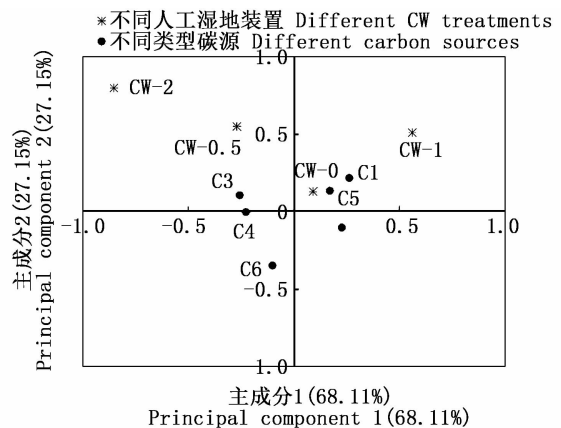 不同人工湿地装置 Different CW treatments
不同类型碳源 Different carbon sources
1.0
CW-2
0.5
CW-0.5
CW-1
CW-0
C1
C3
C5
-1.0
-0.5
0
0.5
1.0
C4
C6
-0.5
1.0
主成分2(27.15%)
Principal component 2(27.15%)
主成分1(68.11%)
Principal component 1(68.11%)